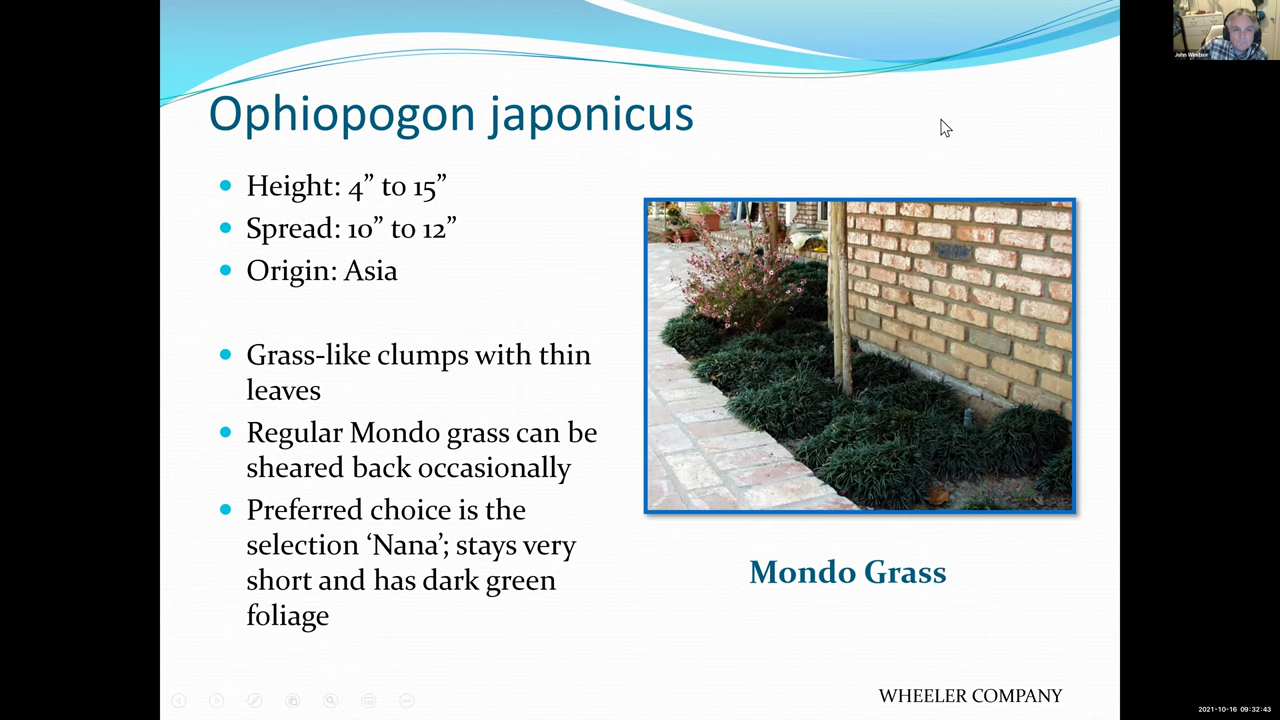 John Windsor
Ophiopogon japonicus
Height: 4” to 15”
Spread: 10” to 12”
Origin: Asia
Grass-like clumps with thin
leaves
Regular Mondo grass can be
sheared back occasionally
Preferred choice is the
selection ‘Nana’; stays very
short and has dark green
foliage
Mondo Grass
WHEELER COMPANY
2021-10-16 09:32:43